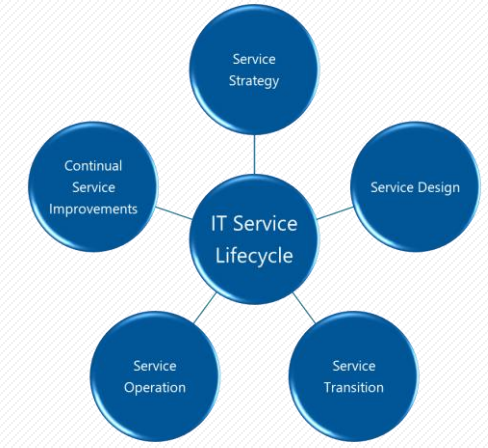 Service
Strategy
Continual
Service
Improvements
Service Design
IT Service
Lifecycle
Service
Operation
Service
Transition